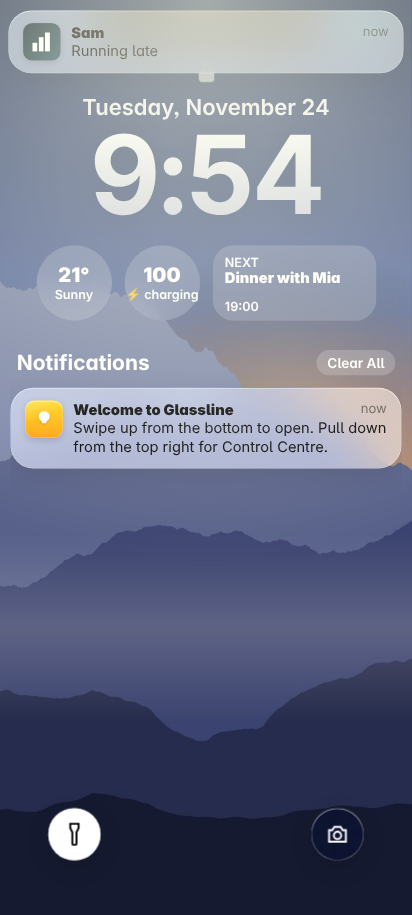 Sam
now
Running late
Tuesday, November 24
9:54
21°
Sunny
100
⚡ charging
NEXT
Dinner with Mia
19:00
Notifications
Clear All
Welcome to Glassline
now
Swipe up from the bottom to open. Pull down
from the top right for Control Centre.